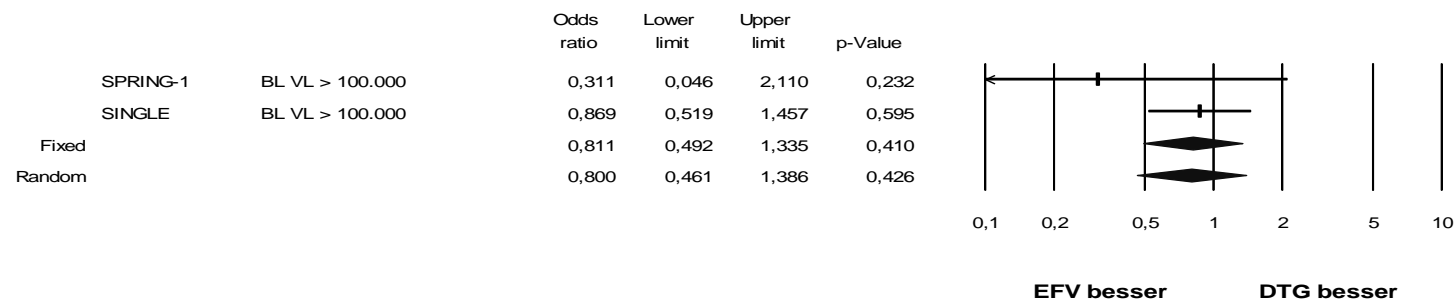 Odds Lower Upper
ratio limit limit p-Value
SPRING-1 BL VL > 100.000 0,311 0,046 2,110 0,232
SINGLE BL VL > 100.000 0,869 0,519 1,457 0,595
Fixed 0,811 0,492 1,335 0,410
Random 0,800 0,461 1,386 0,426
0,1 0,2 0,5 1 2 5 10
EFV besser DTG besser